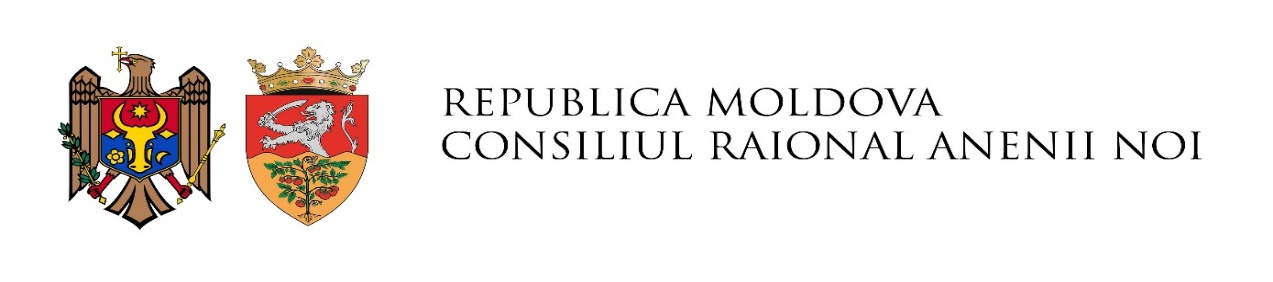 REPUBLICA MOLDOVA
CONSILIUL RAIONAL ANENII NOI